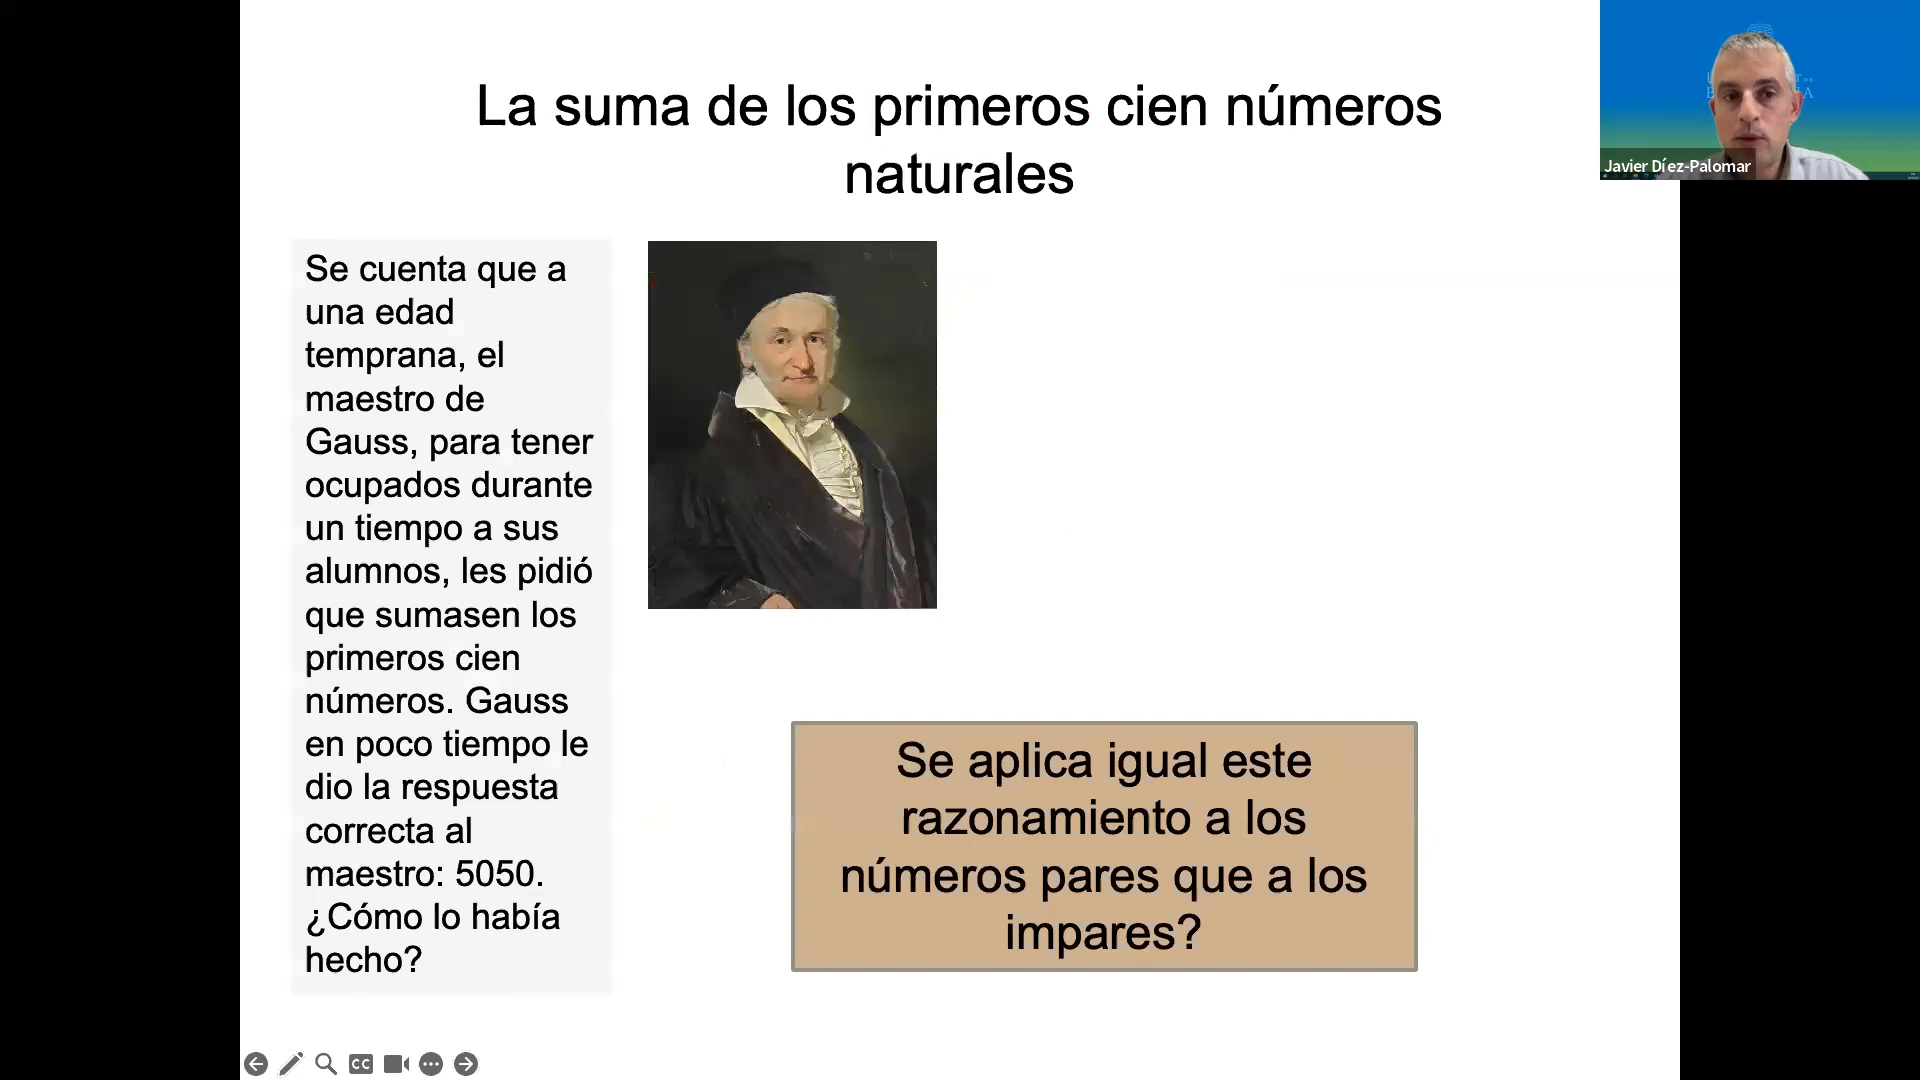 La suma de los primeros cien números
naturales
Javier Díez-Palomar
Se cuenta que a
una edad
temprana, el
maestro de
Gauss, para tener
ocupados durante
un tiempo a sus
alumnos, les pidió
que sumasen los
primeros cien
números. Gauss
en poco tiempo le
dio la respuesta
correcta al
maestro: 5050.
¿Cómo lo había
hecho?
Se aplica igual este
razonamiento a los
números pares que a los
impares?
CC